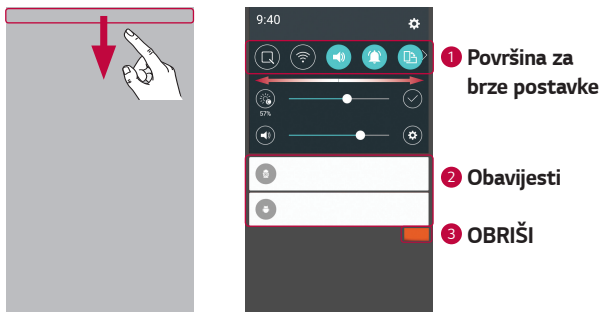 9:40
1 Površina za
brze postavke
57%
2 Obavijesti
3 OBRIŠI